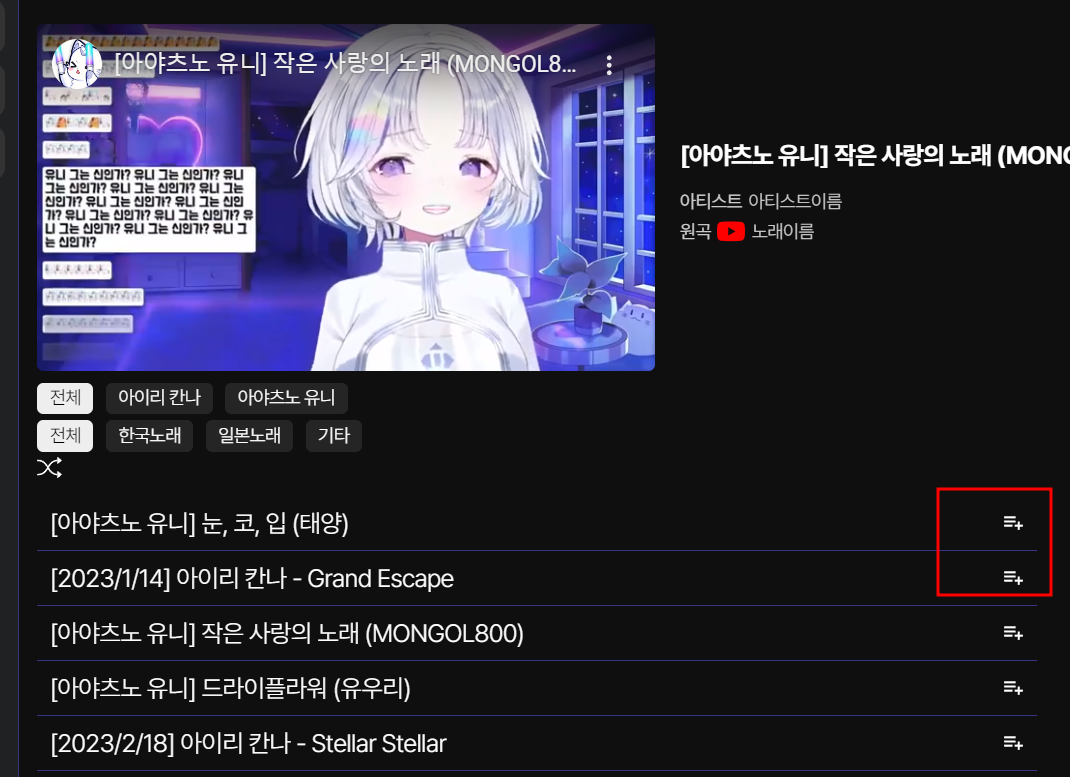 [아야츠노 유니] 작은 사랑의 노래 (MONGOL8...
유니 그는 신인가? 유니 그는 신인가? 유니
그는 신인가? 유니 그는 신인가? 유니 그는
신인가? 유니 그는 신인가? 유니 그는 신인
가? 유니 그는 신인가? 유니 그는 신인가? 유
니 그는 신인가? 유니 그는 신인가? 유니 그
는 신인가?
[아야츠노 유니] 작은 사랑의 노래 (MONG
아티스트 아티스트이름
원곡 노래이름
전체 아이리 칸나 아야츠노 유니
전체 한국노래 일본노래 기타
[아야츠노 유니] 눈, 코, 입 (태양)
[2023/1/14] 아이리 칸나 - Grand Escape
[아야츠노 유니] 작은 사랑의 노래 (MONGOL800)
[아야츠노 유니] 드라이플라워 (유우리)
[2023/2/18] 아이리 칸나 - Stellar Stellar